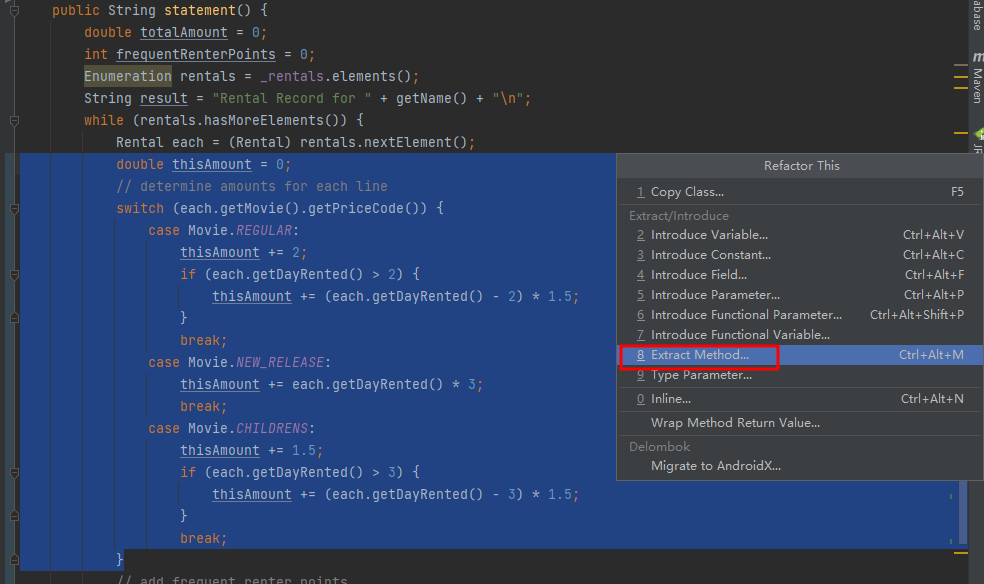 public String statement() {
double totalAmount = 0;
int frequentRenterPoints = 0;
Enumeration rentals = _rentals.elements();
String result = "Rental Record for " + getName() + "\n";
while (rentals.hasMoreElements()) {
Rental each = (Rental) rentals.nextElement();
double thisAmount = 0;
// determine amounts for each line
switch (each.getMovie().getPriceCode()) {
case Movie.REGULAR:
thisAmount += 2;
if (each.getDayRented() > 2) {
thisAmount += (each.getDayRented() - 2) * 1.5;
}
break;
case Movie.NEW_RELEASE:
thisAmount += each.getDayRented() * 3;
break;
case Movie.CHILDRENS:
thisAmount += 1.5;
if (each.getDayRented() > 3) {
thisAmount += (each.getDayRented() - 3) * 1.5;
}
break;
}
// add frequent renter points
Refactor This
1 Copy Class... F5
Extract/Introduce
2 Introduce Variable... Ctrl+Alt+V
3 Introduce Constant... Ctrl+Alt+C
4 Introduce Field... Ctrl+Alt+F
5 Introduce Parameter... Ctrl+Alt+P
6 Introduce Functional Parameter... Ctrl+Alt+Shift+P
7 Introduce Functional Variable...
8 Extract Method... Ctrl+Alt+M
9 Type Parameter...
0 Inline... Ctrl+Alt+N
Wrap Method Return Value...
Delombok
Migrate to AndroidX...
abase
m Maven